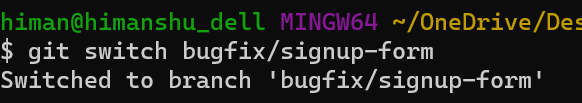 himan@himanshu_dell MINGW64 ~/OneDrive/Des
$ git switch bugfix/signup-form
Switched to branch 'bugfix/signup-form'